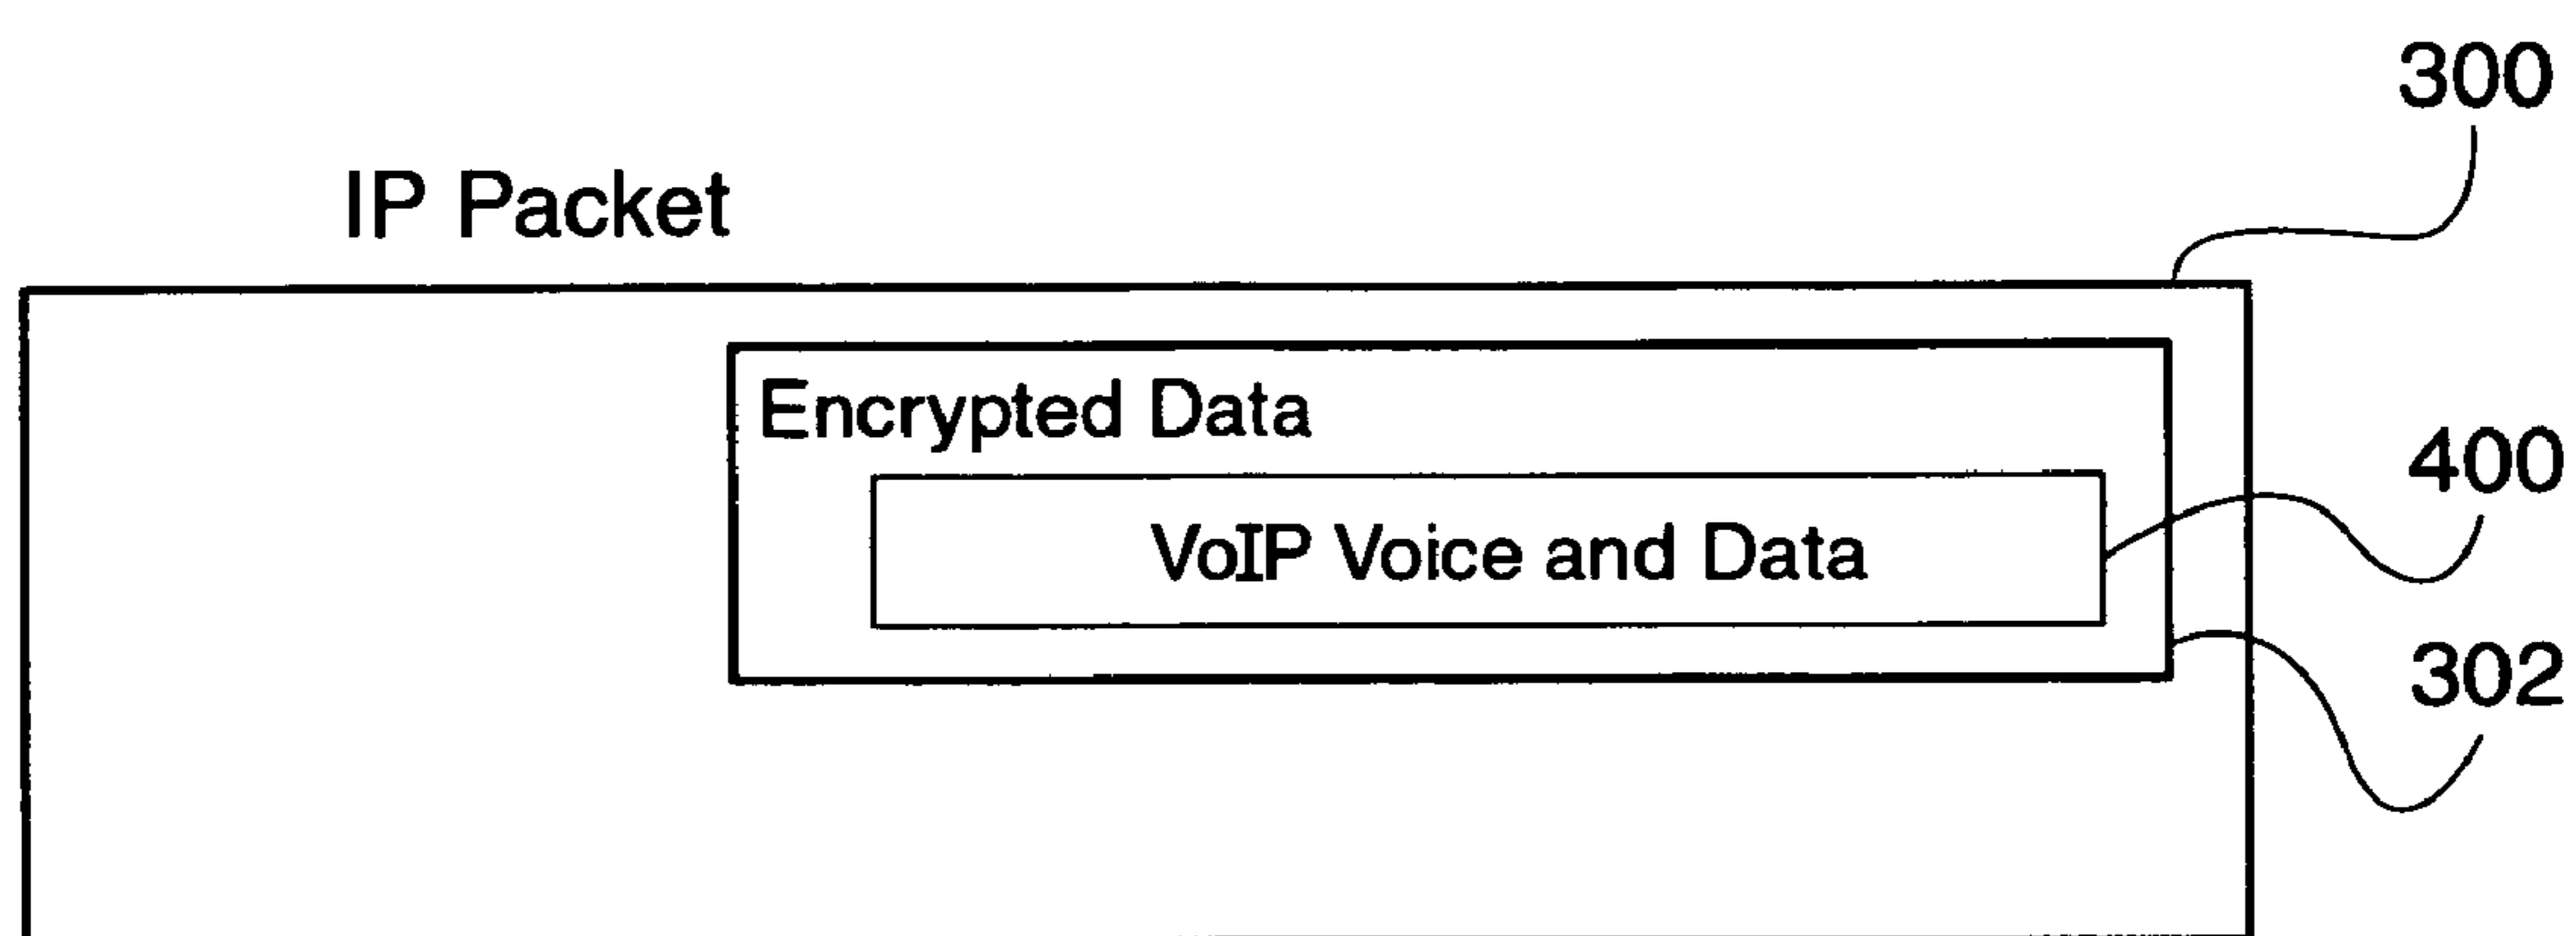 300
IP Packet
Encrypted Data
400
VoIP Voice and Data
302